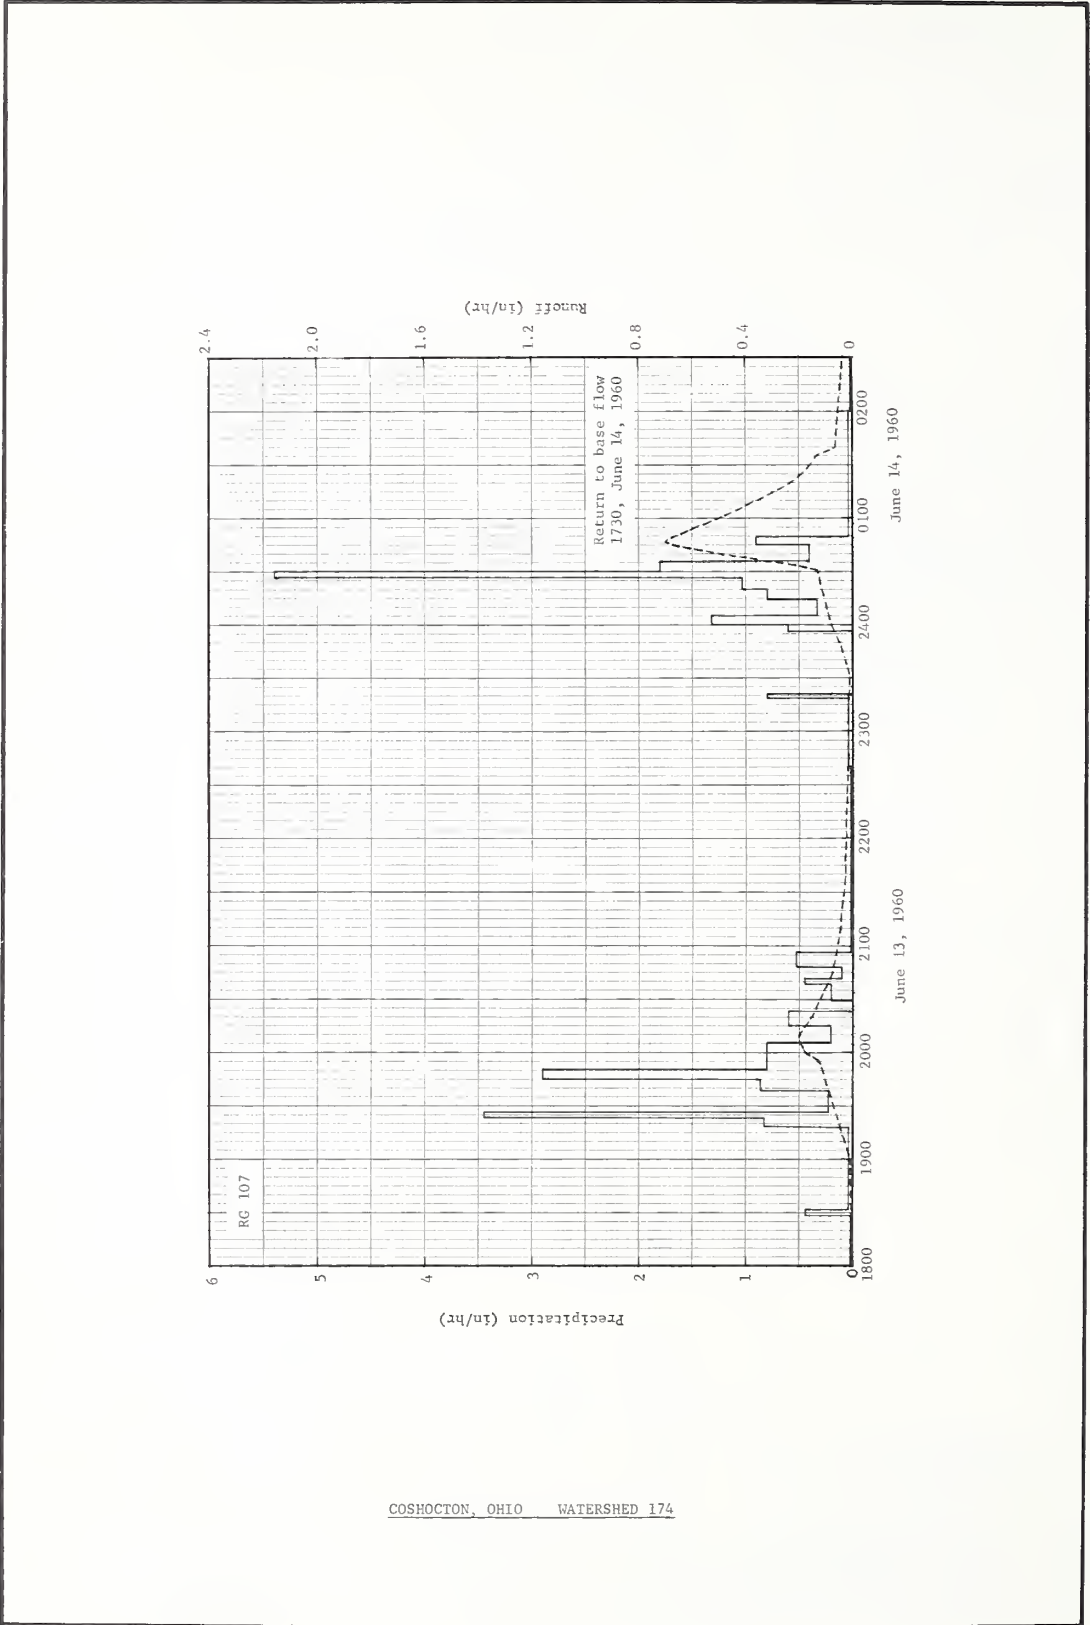 RG 107
Precipitation (in/hr)
6
5
4
3
2
1
0
Runoff (in/hr)
2.4
2.0
1.6
1.2
0.8
0.4
0
Return to base flow
1730, June 14, 1960
1800
1900
2000
2100
2200
2300
2400
0100
0200
June 13, 1960
June 14, 1960
COSHOCTON, OHIO WATERSHED 174